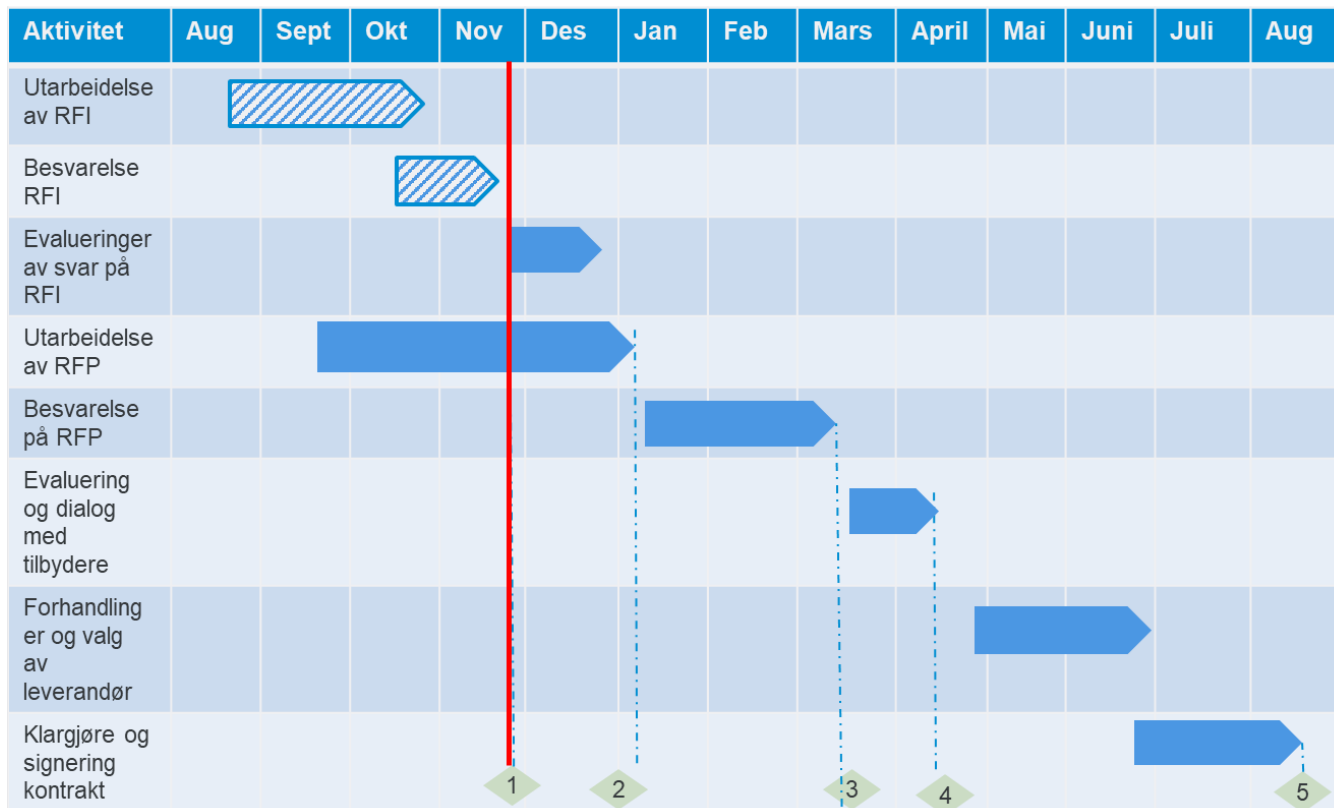 Aktivitet Aug Sept Okt Nov Des Jan Feb Mars April Mai Juni Juli Aug
Utarbeidelse
av RFI
Besvarelse
RFI
Evalueringer
av svar på
RFI
Utarbeidelse
av RFP
Besvarelse
på RFP
Evaluering
og dialog
med
tilbydere
Forhandling
er og valg
av
leverandør
Klargjøre og
signering
kontrakt
1 2 3 4 5